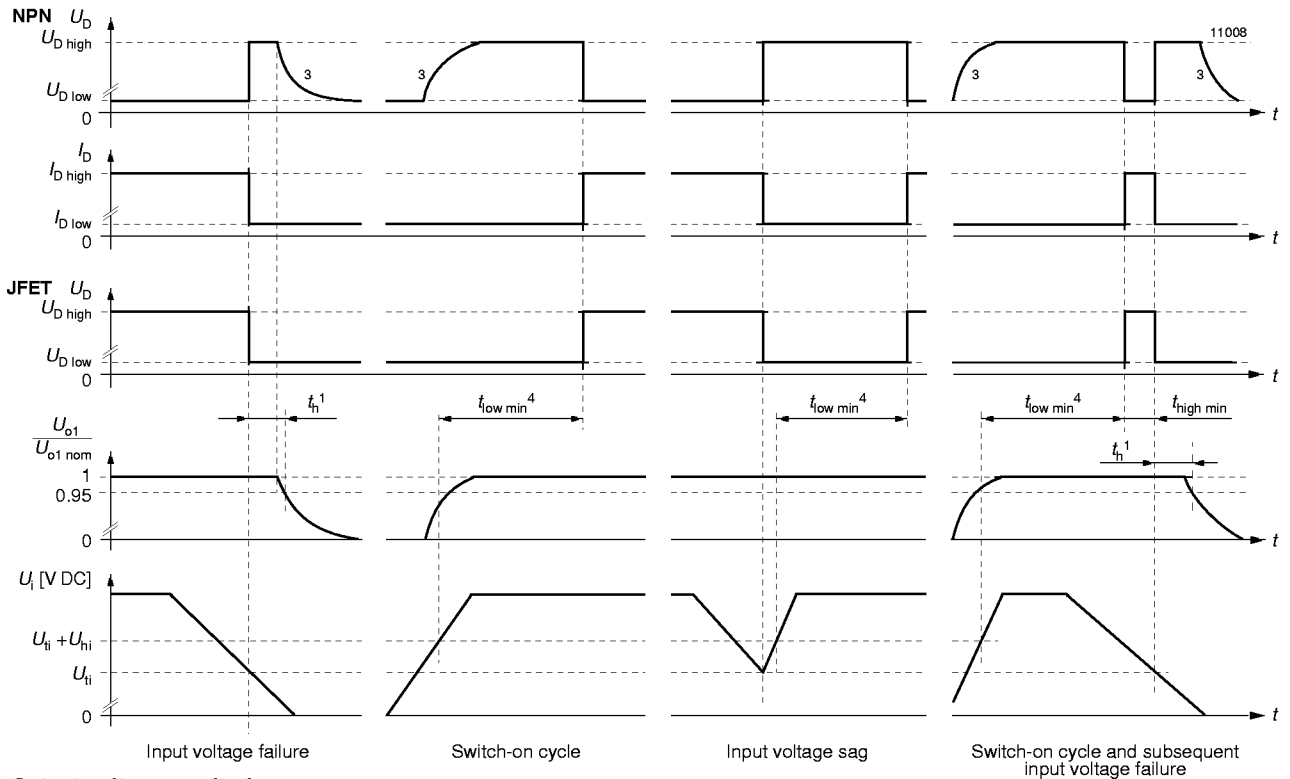 NPN U_D
U_D high
11008
3
3
3
3
U_D low
0
t
I_D
I_D high
I_D low
0
t
JFET U_D
U_D high
U_D low
0
t
t_h^1
t_low min^4
t_low min^4
t_low min^4
t_high min
U_o1
U_o1 nom
t_h^1
1
0.95
0
t
U_i [V DC]
U_ti + U_hi
U_ti
0
t
Input voltage failure
Switch-on cycle
Input voltage sag
Switch-on cycle and subsequent
input voltage failure